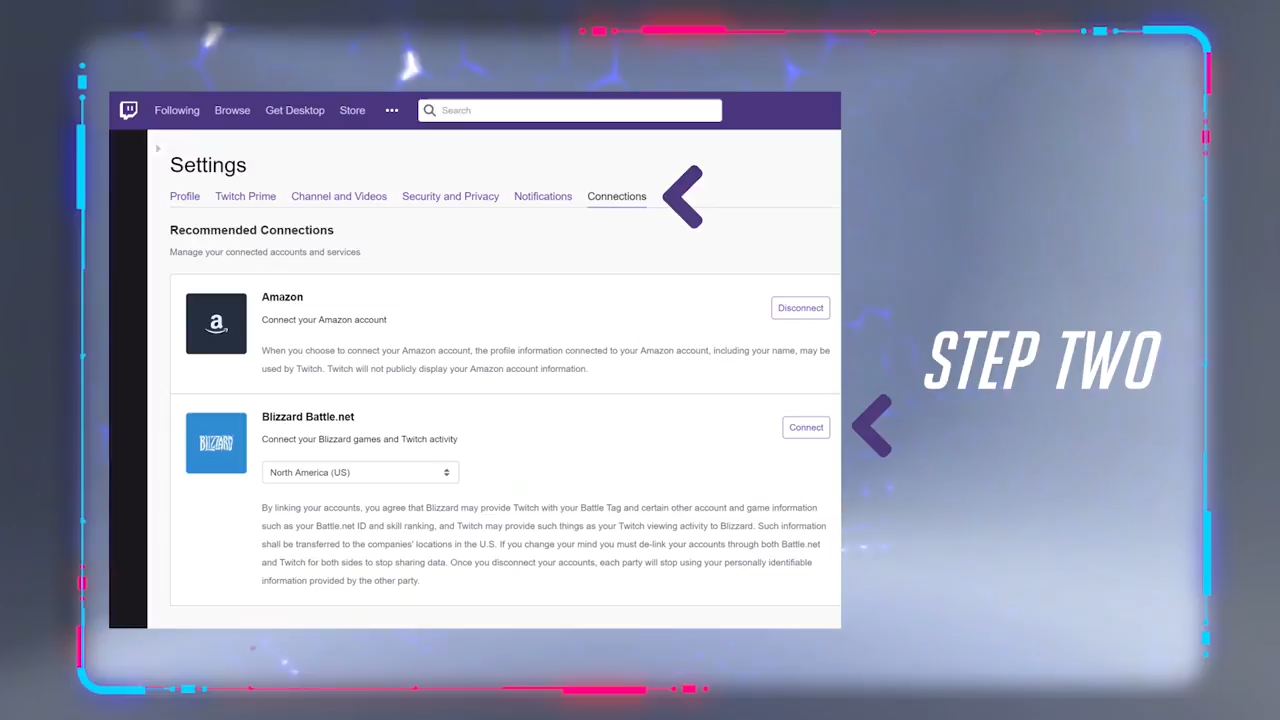 Following Browse Get Desktop Store ••• Search
Settings
Profile Twitch Prime Channel and Videos Security and Privacy Notifications Connections
Recommended Connections
Manage your connected accounts and services
Amazon
Connect your Amazon account
Disconnect
When you choose to connect your Amazon account, the profile information connected to your Amazon account, including your name, may be
used by Twitch. Twitch will not publicly display your Amazon account information.
BLIZZARD
Blizzard Battle.net
Connect your Blizzard games and Twitch activity
Connect
North America (US)
By linking your accounts, you agree that Blizzard may provide Twitch with your Battle Tag and certain other account and game information
such as your Battle.net ID and skill ranking, and Twitch may provide such things as your Twitch viewing activity to Blizzard. Such information
shall be transferred to the companies' locations in the U.S. If you change your mind you must de-link your accounts through both Battle.net
and Twitch for both sides to stop sharing data. Once you disconnect your accounts, each party will stop using your personally identifiable
information provided by the other party.
STEP TWO